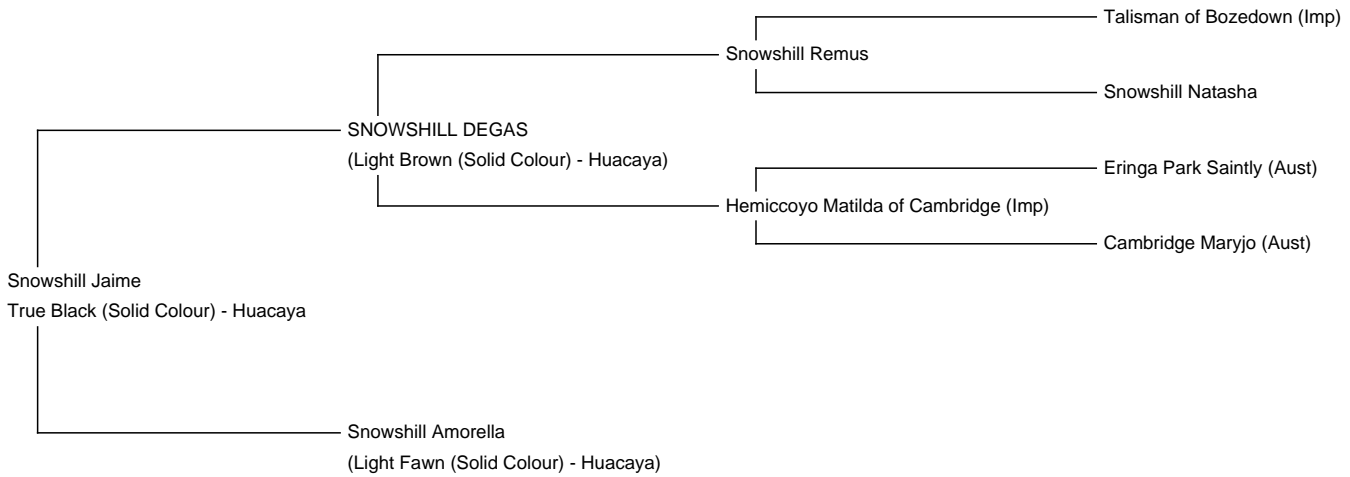 Talisman of Bozedown (Imp)
Snowshill Remus
Snowshill Natasha
SNOWSHILL DEGAS
(Light Brown (Solid Colour) - Huacaya)
Eringa Park Saintly (Aust)
Hemiccoyo Matilda of Cambridge (Imp)
Cambridge Maryjo (Aust)
Snowshill Jaime
True Black (Solid Colour) - Huacaya
Snowshill Amorella
(Light Fawn (Solid Colour) - Huacaya)